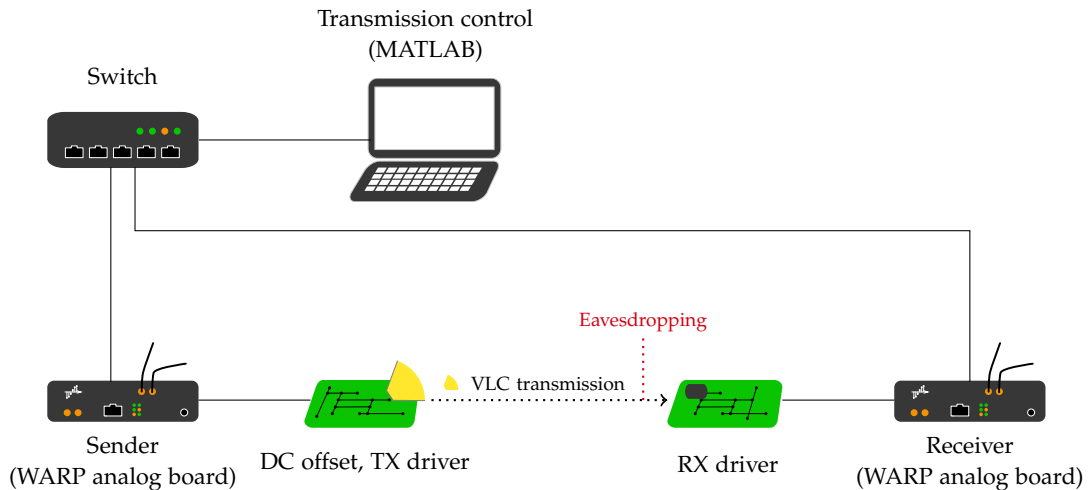 Transmission control
(MATLAB)
Switch
Eavesdropping
VLC transmission
Sender
(WARP analog board)
DC offset, TX driver
RX driver
Receiver
(WARP analog board)